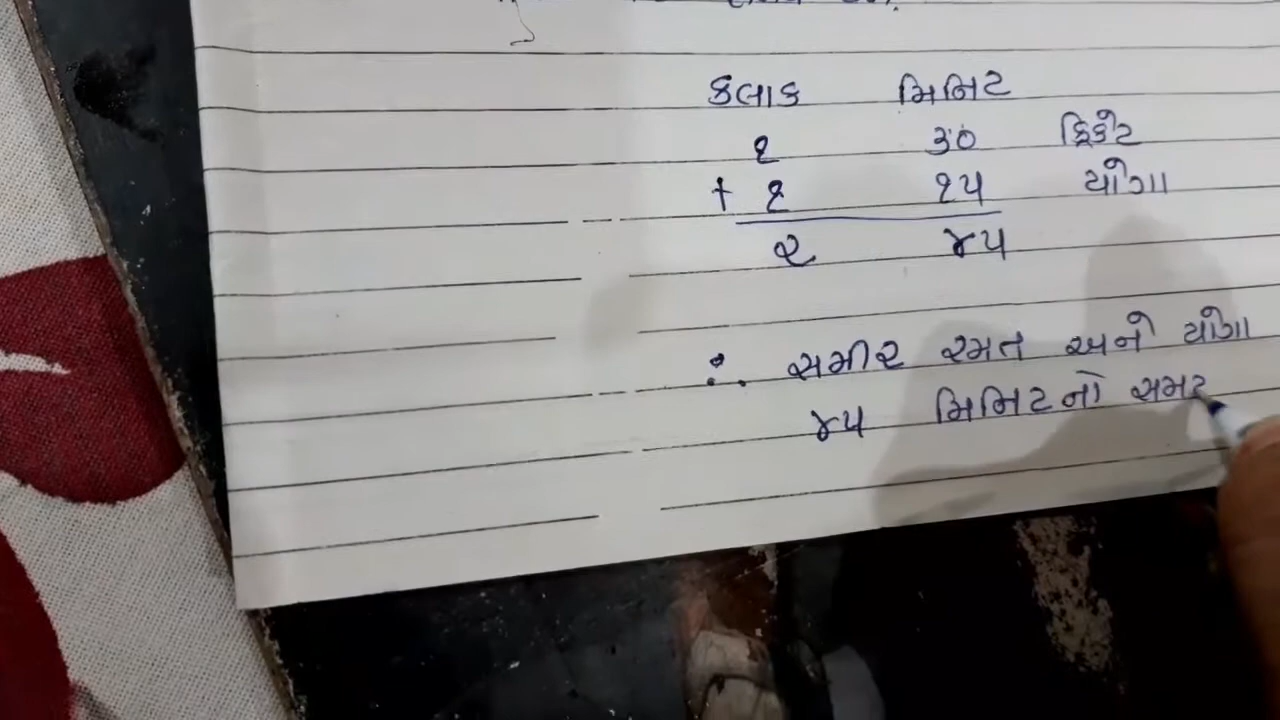 કલાક મિનિટ
૧ ૩૦ ક્રિકેટ
+ ૧ ૧૫ યોગા
૨ ૪૫
∴ સમીર રમત અને યોગા
૪૫ મિનિટનો સમય